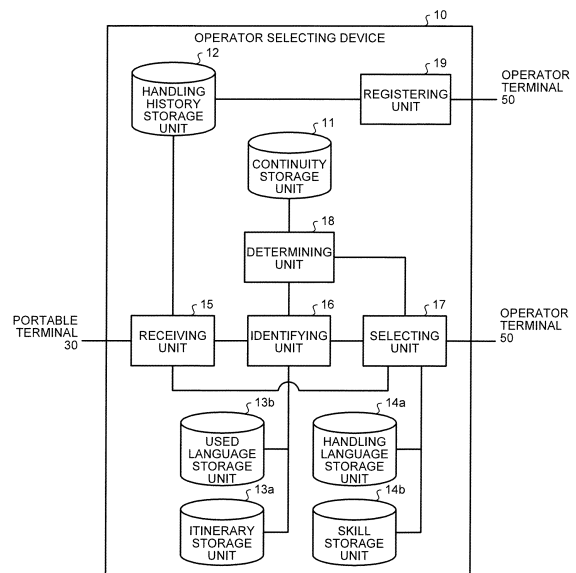 10
OPERATOR SELECTING DEVICE
12
HANDLING
HISTORY
STORAGE
UNIT
19
REGISTERING
UNIT
OPERATOR
TERMINAL
50
11
CONTINUITY
STORAGE
UNIT
18
DETERMINING
UNIT
PORTABLE
TERMINAL
30
15
RECEIVING
UNIT
16
IDENTIFYING
UNIT
17
SELECTING
UNIT
OPERATOR
TERMINAL
50
13b
USED
LANGUAGE
STORAGE
UNIT
14a
HANDLING
LANGUAGE
STORAGE
UNIT
13a
ITINERARY
STORAGE
UNIT
14b
SKILL
STORAGE
UNIT